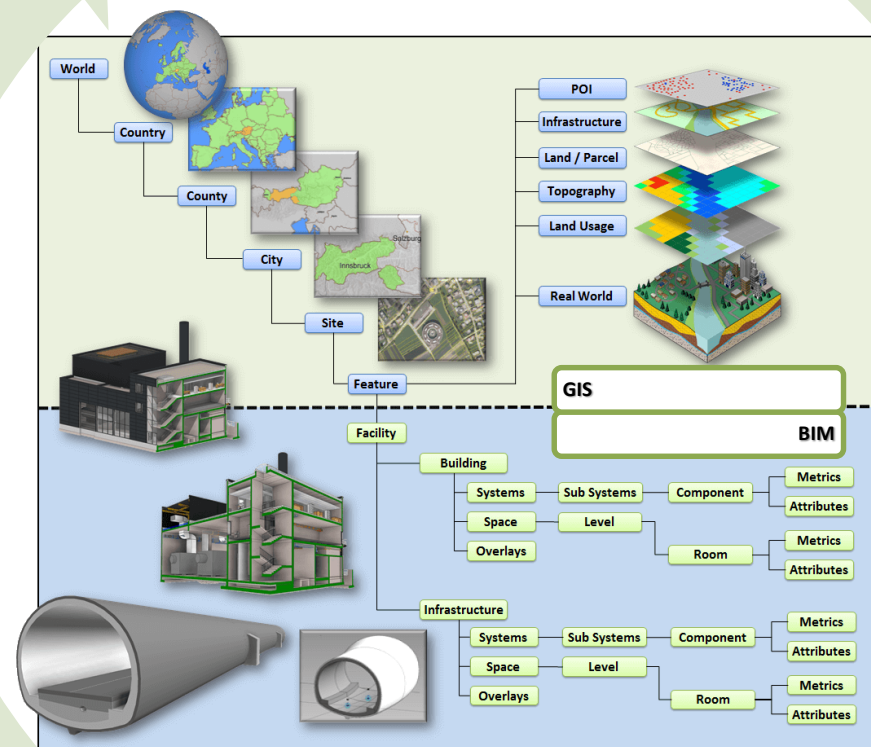 World
Country
County
City
Site
Feature
POI
Infrastructure
Land / Parcel
Topography
Land Usage
Real World
Salzburg
Innsbruck
GIS
BIM
Facility
Building
Systems
Sub Systems
Component
Metrics
Attributes
Space
Level
Room
Metrics
Attributes
Overlays
Infrastructure
Systems
Sub Systems
Component
Metrics
Attributes
Space
Level
Room
Metrics
Attributes
Overlays